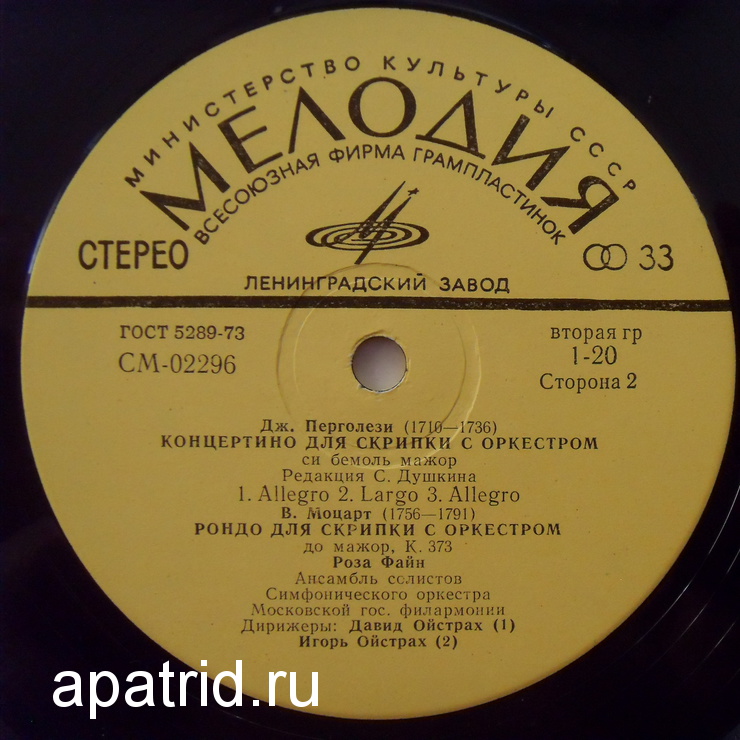 МИНИСТЕРСТВО КУЛЬТУРЫ СССР
МЕЛОДИЯ
ВСЕСОЮЗНАЯ ФИРМА ГРАМПЛАСТИНОК
СТЕРЕО
33
ЛЕНИНГРАДСКИЙ ЗАВОД
ГОСТ 5289-73
СМ-02296
вторая гр
1-20
Сторона 2
Дж. Перголези (1710—1736)
КОНЦЕРТИНО ДЛЯ СКРИПКИ С ОРКЕСТРОМ
си бемоль мажор
Редакция С. Душкина
1. Allegro 2. Largo 3. Allegro
В. Моцарт (1756—1791)
РОНДО ДЛЯ СКРИПКИ С ОРКЕСТРОМ
до мажор, К. 373
Роза Файн
Ансамбль солистов
Симфонического оркестра
Московской гос. филармонии
Дирижеры: Давид Ойстрах (1)
Игорь Ойстрах (2)
apatrid.ru